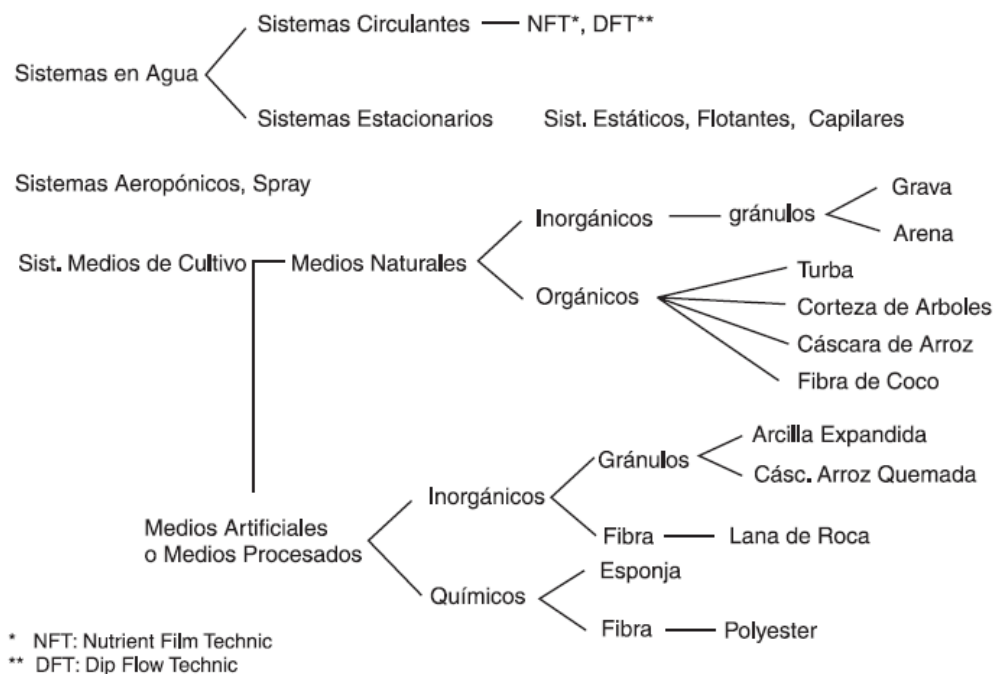 Sistemas Circulantes — NFT*, DFT**
Sistemas en Agua
Sistemas Estacionarios Sist. Estáticos, Flotantes, Capilares
Sistemas Aeropónicos, Spray
Grava
Inorgánicos — gránulos
Arena
Sist. Medios de Cultivo — Medios Naturales
Turba
Orgánicos
Corteza de Arboles
Cáscara de Arroz
Fibra de Coco
Arcilla Expandida
Gránulos
Cásc. Arroz Quemada
Inorgánicos
Medios Artificiales
o Medios Procesados
Fibra — Lana de Roca
Esponja
Químicos
Fibra — Polyester
* NFT: Nutrient Film Technic
** DFT: Dip Flow Technic